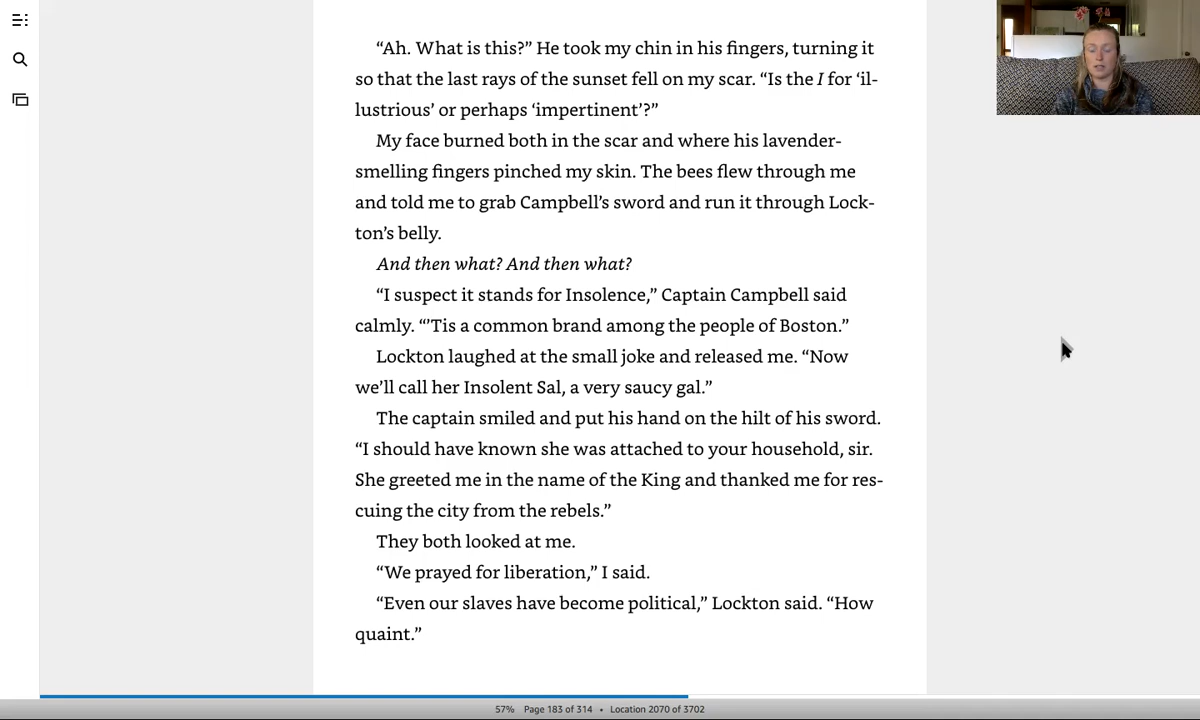 “Ah. What is this?” He took my chin in his fingers, turning it
so that the last rays of the sunset fell on my scar. “Is the I for ‘il-
lustrious’ or perhaps ‘impertinent’?”
My face burned both in the scar and where his lavender-
smelling fingers pinched my skin. The bees flew through me
and told me to grab Campbell’s sword and run it through Lock-
ton’s belly.
And then what? And then what?
“I suspect it stands for Insolence,” Captain Campbell said
calmly. “’Tis a common brand among the people of Boston.”
Lockton laughed at the small joke and released me. “Now
we’ll call her Insolent Sal, a very saucy gal.”
The captain smiled and put his hand on the hilt of his sword.
“I should have known she was attached to your household, sir.
She greeted me in the name of the King and thanked me for res-
cuing the city from the rebels.”
They both looked at me.
“We prayed for liberation,” I said.
“Even our slaves have become political,” Lockton said. “How
quaint.”
57% Page 183 of 314 • Location 2070 of 3702